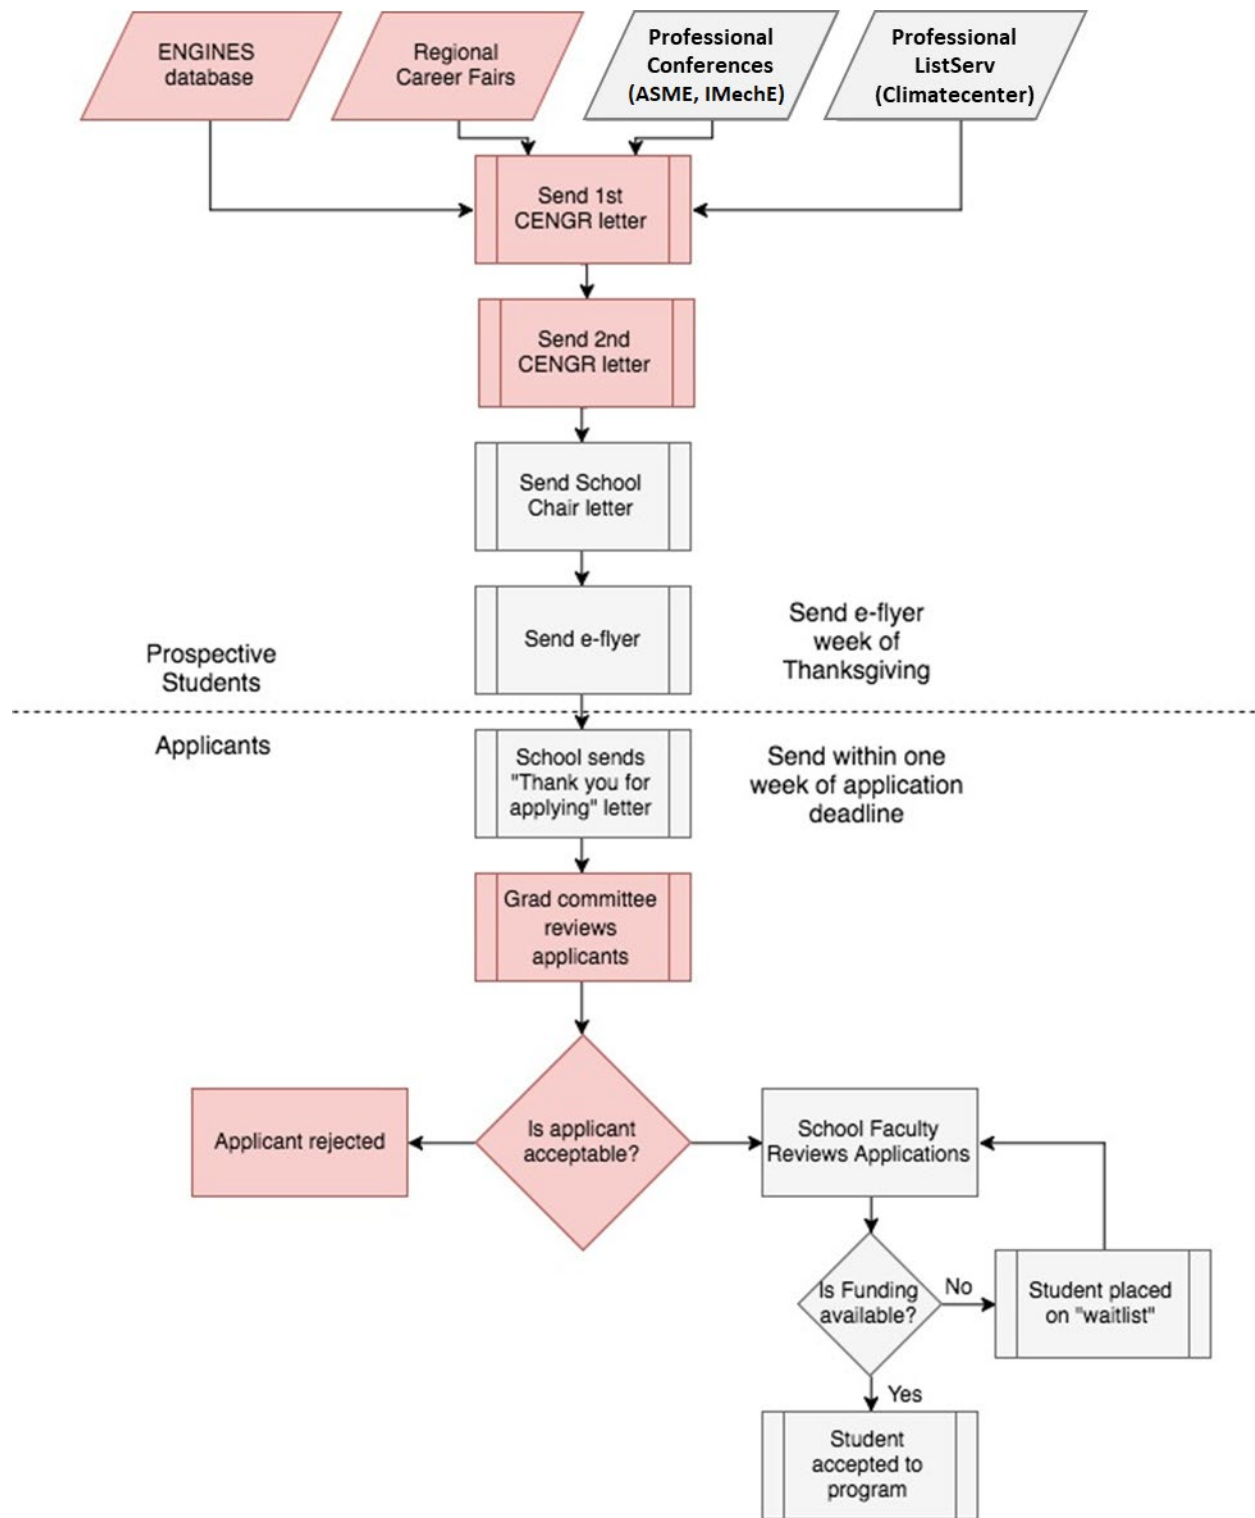 ENGINES
database
Regional
Career Fairs
Professional
Conferences
(ASME, IMechE)
Professional
ListServ
(Climatecenter)
Send 1st
CENGR letter
Send 2nd
CENGR letter
Send School
Chair letter
Send e-flyer
Send e-flyer
week of
Thanksgiving
Prospective
Students
Applicants
School sends
"Thank you for
applying" letter
Send within one
week of application
deadline
Grad committee
reviews
applicants
Applicant rejected
Is applicant
acceptable?
School Faculty
Reviews Applications
Is Funding
available?
No
Student placed
on "waitlist"
Yes
Student
accepted to
program